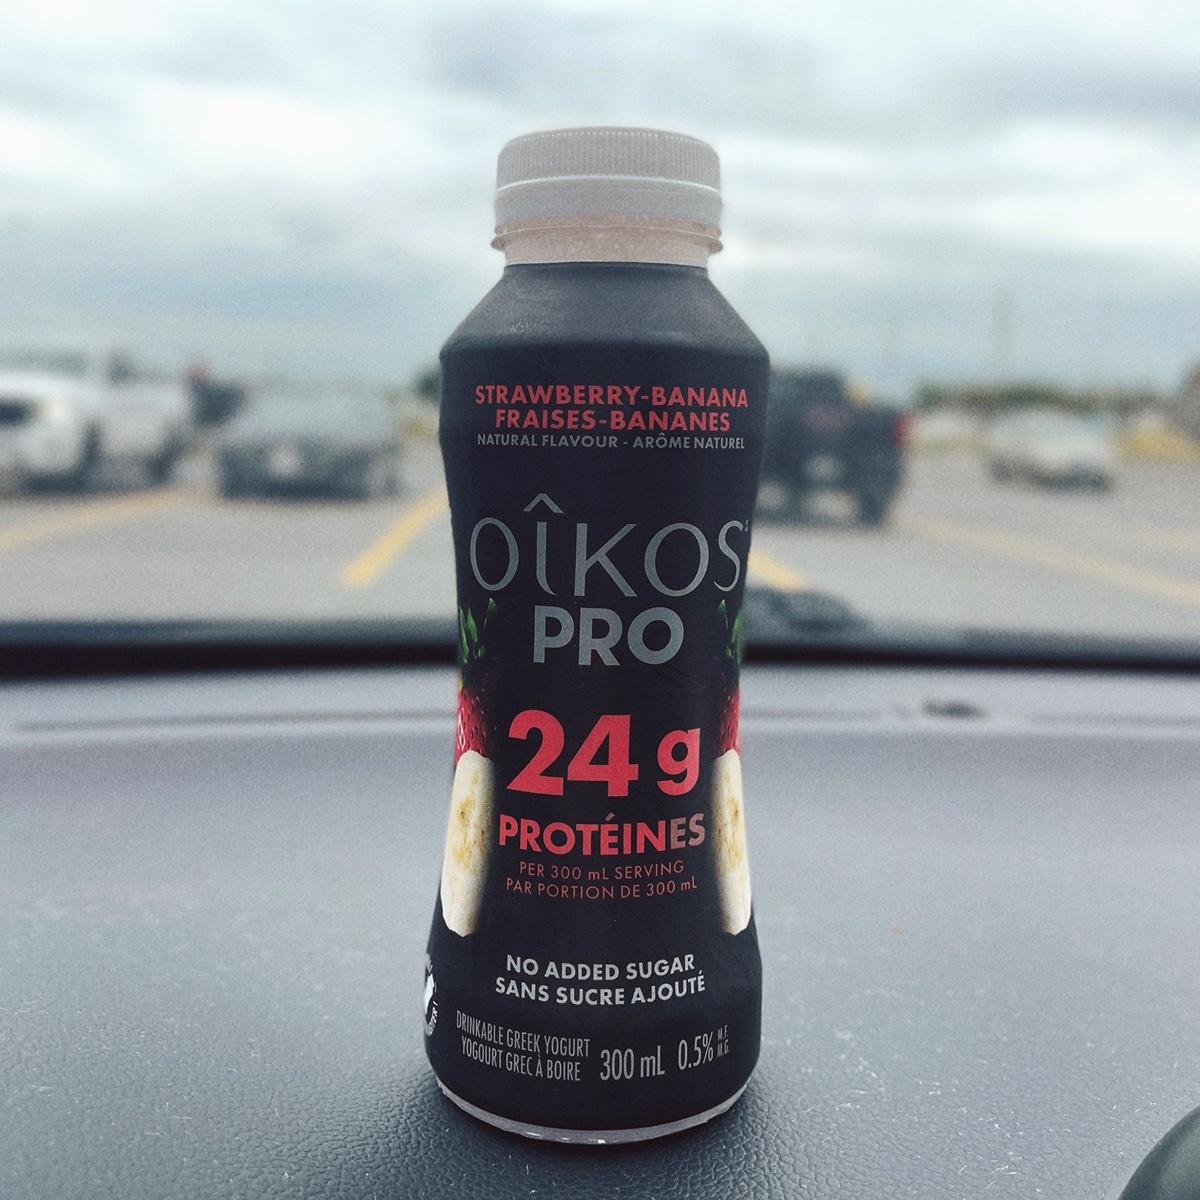 STRAWBERRY-BANANA
FRAISES-BANANES
NATURAL FLAVOUR - ARÔME NATUREL
OÎKOS
PRO
24 g
PROTÉINES
PER 300 mL SERVING
PAR PORTION DE 300 mL
NO ADDED SUGAR
SANS SUCRE AJOUTÉ
DRINKABLE GREEK YOGURT
YOGOURT GREC À BOIRE
300 mL 0.5% M.F.
M.G.